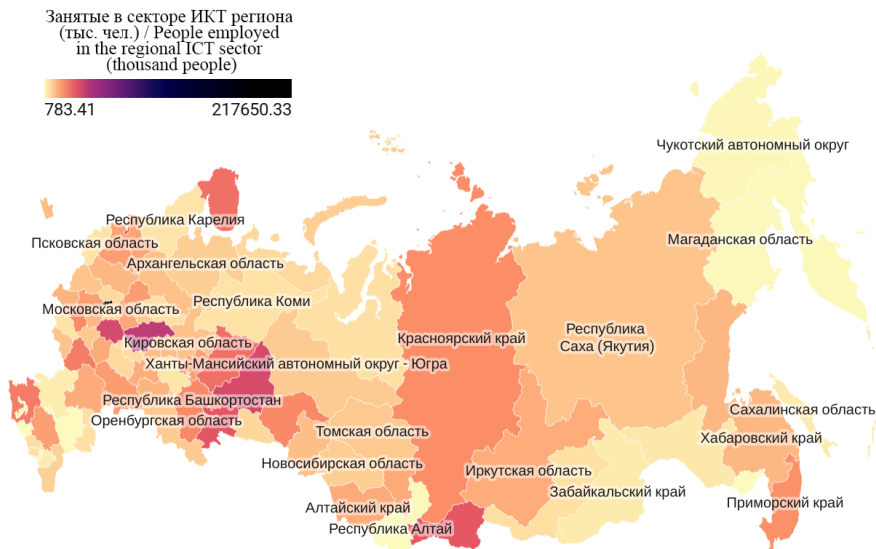 Занятые в секторе ИКТ региона
(тыс. чел.) / People employed
in the regional ICT sector
(thousand people)
783.41
217650.33
Чукотский автономный округ
Республика Карелия
Псковская область
Магаданская область
Архангельская область
Республика Коми
Московская область
Республика
Саха (Якутия)
Красноярский край
Кировская область
Ханты-Мансийский автономный округ - Югра
Республика Башкортостан
Сахалинская область
Оренбургская область
Томская область
Хабаровский край
Новосибирская область
Иркутская область
Забайкальский край
Приморский край
Алтайский край
Республика Алтай